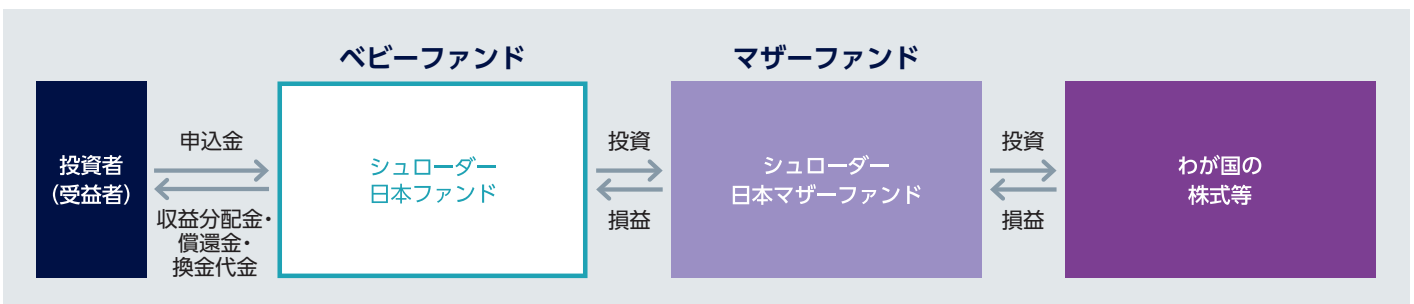 ベビーファンド
マザーファンド
投資者
(受益者)
申込金
収益分配金・
償還金・
換金代金
シュローダー
日本ファンド
投資
損益
シュローダー
日本マザーファンド
投資
損益
わが国の
株式等